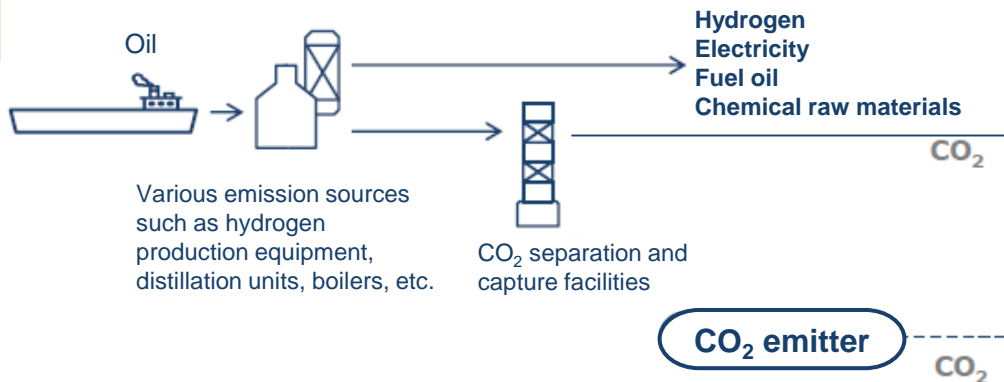 Oil
Hydrogen
Electricity
Fuel oil
Chemical raw materials
CO₂
Various emission sources
such as hydrogen
production equipment,
distillation units, boilers, etc.
CO₂ separation and
capture facilities
CO₂ emitter
CO₂